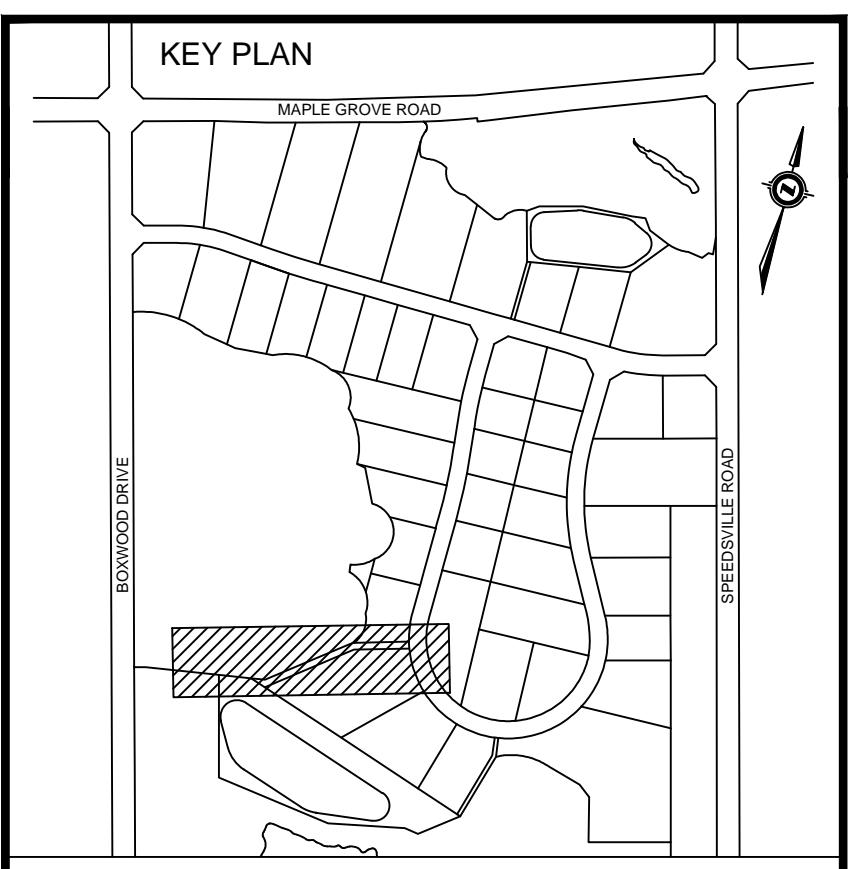 KEY PLAN
MAPLE GROVE ROAD
N
BOXWOOD DRIVE
SPEEDSVILLE ROAD